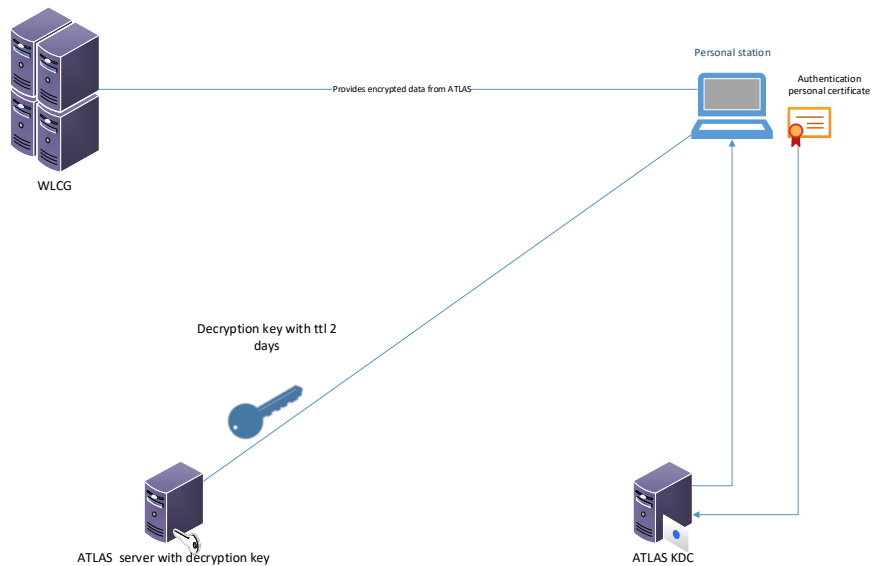 Personal station
Authentication
personal certificate
Provides encrypted data from ATLAS
WLCG
Decryption key with ttl 2
days
ATLAS  server with decryption key
ATLAS KDC